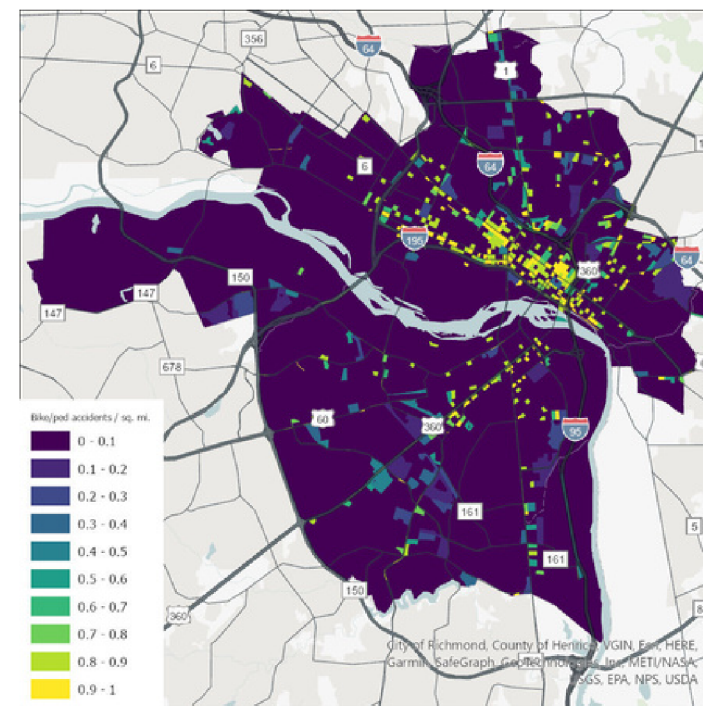 356
64
6
1
6
64
195
360
64
150
147
147
678
60
360
95
161
5
161
150
360
8
Bike/ped accidents / sq. mi.
0 - 0.1
0.1 - 0.2
0.2 - 0.3
0.3 - 0.4
0.4 - 0.5
0.5 - 0.6
0.6 - 0.7
0.7 - 0.8
0.8 - 0.9
0.9 - 1
City of Richmond, County of Henrico, VGIN, Esri, HERE,
Garmin, SafeGraph, GeoTechnologies, Inc, METI/NASA,
USGS, EPA, NPS, USDA